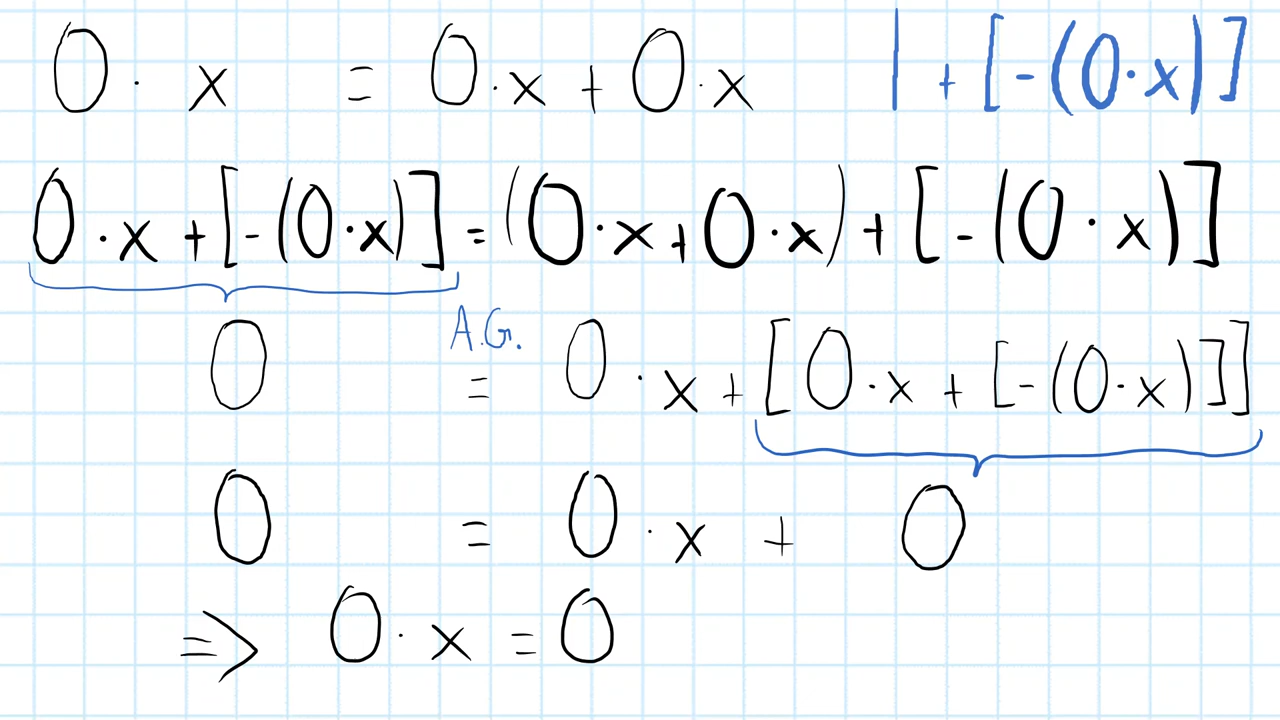 0 · x = 0 · x + 0 · x | + [-(0 · x)]
0 · x + [-(0 · x)] = (0 · x + 0 · x) + [-(0 · x)]
A.G.
0 = 0 · x + [0 · x + [-(0 · x)]]
0 = 0 · x + 0
=> 0 · x = 0